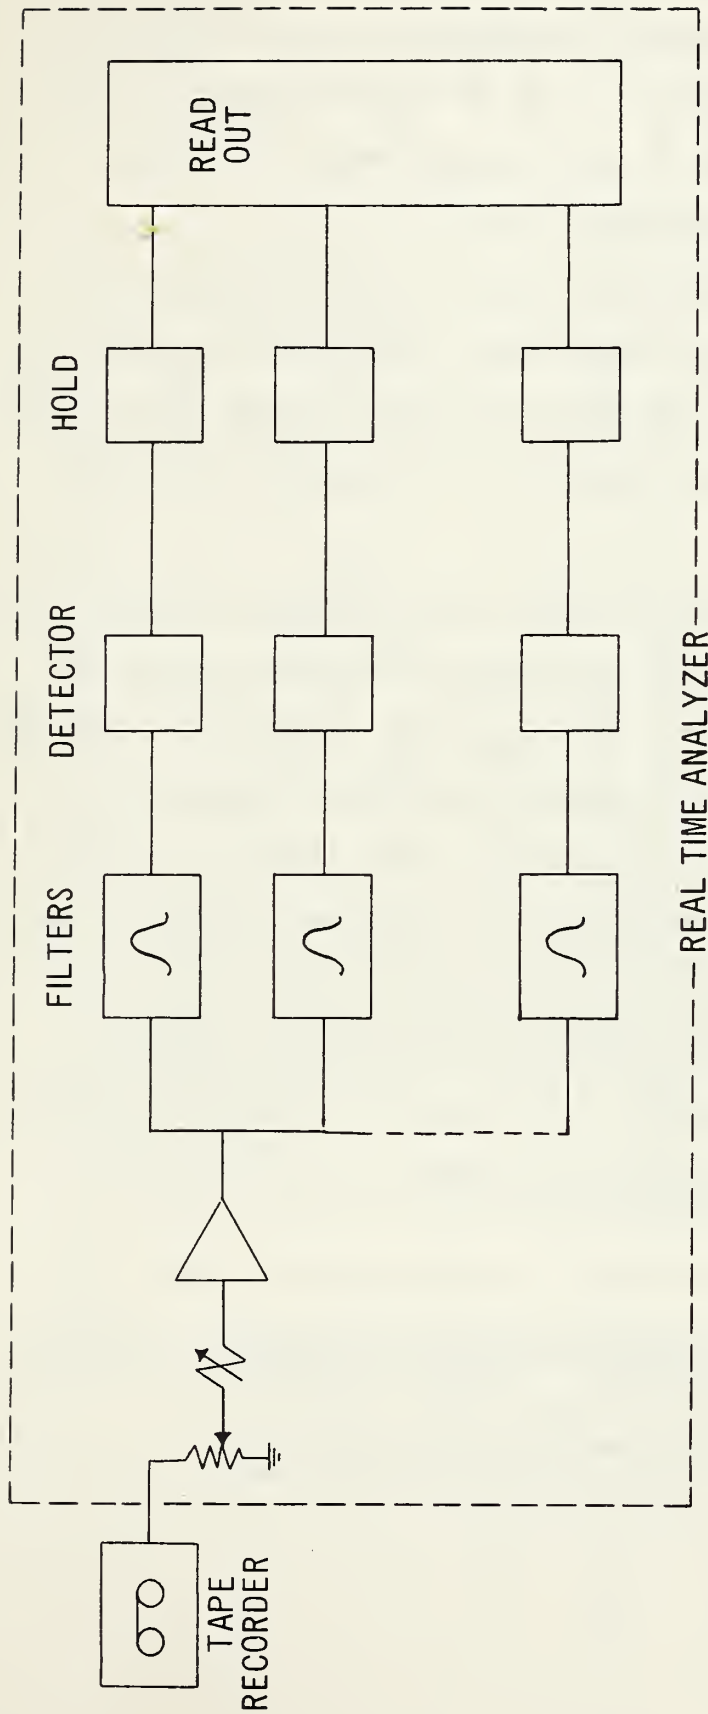 TAPE
RECORDER
FILTERS
DETECTOR
HOLD
READ
OUT
REAL TIME ANALYZER